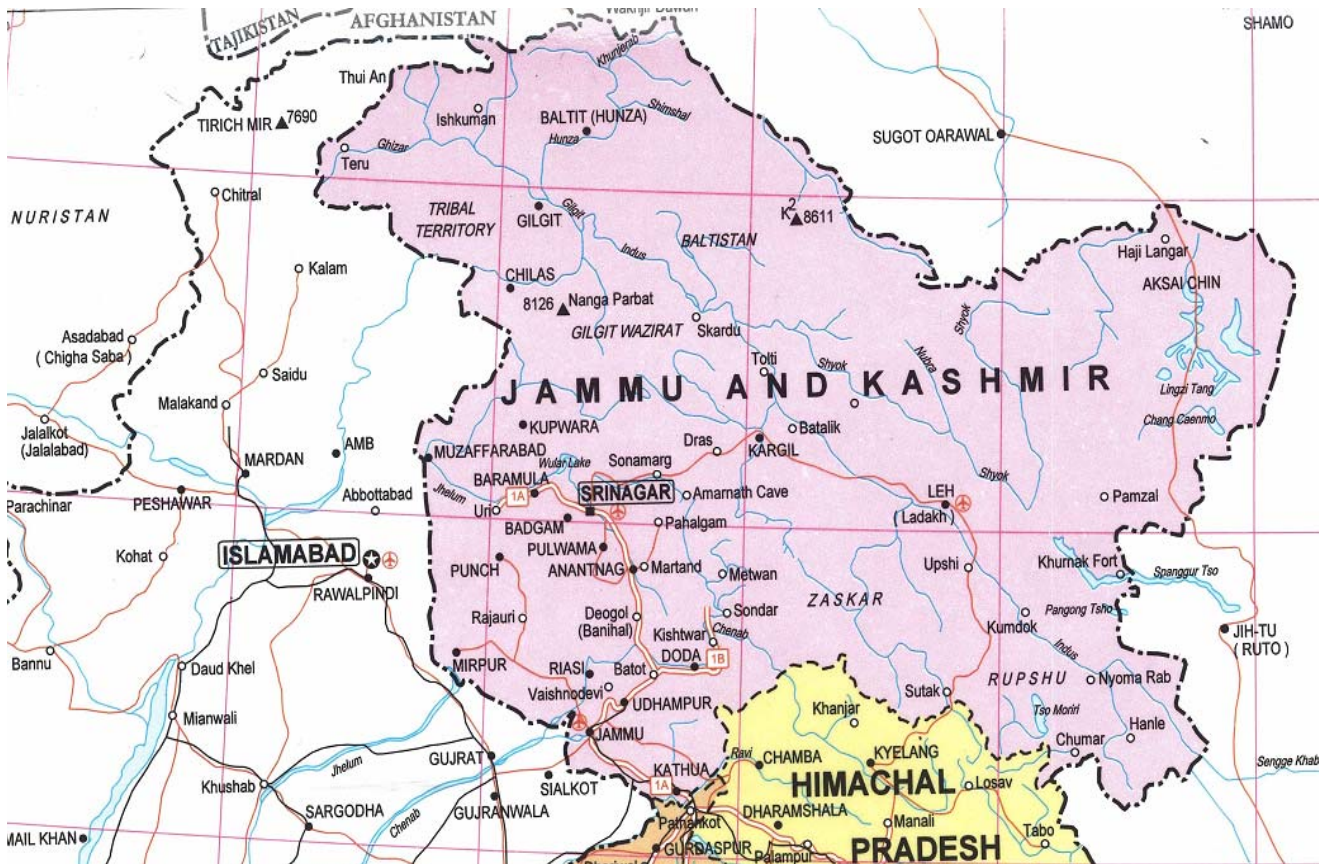 TAJIKISTAN
AFGHANISTAN
SHAMO
Thui An
Khunjerab
TIRICH MIR
7690
Ishkuman
BALTIT (HUNZA)
Shimshal
Hunza
SUGOT OARAWAL
Ghizar
Teru
Chitral
NURISTAN
TRIBAL
TERRITORY
GILGIT
Gilgit
K2
8611
Indus
BALTISTAN
Haji Langar
Kalam
CHILAS
AKSAI CHIN
8126
Nanga Parbat
GILGIT WAZIRAT
Skardu
Shyok
Asadabad
(Chigha Saba)
Saidu
Tolti
Shyok
Nubra
JAMMU AND KASHMIR
Lingzi Tang
Malakand
Chang Caenmo
Jalalkot
(Jalalabad)
KUPWARA
Batalik
AMB
MUZAFFARABAD
Dras
KARGIL
MARDAN
Wular Lake
Sonamarg
Shyok
BARAMULA
PESHAWAR
Jhelum
1A
SRINAGAR
Amarnath Cave
LEH
(Ladakh)
Pamzai
Parachinar
Abbottabad
Uri
BADGAM
Pahalgam
Kohat
ISLAMABAD
PULWAMA
PUNCH
ANANTNAG
Martand
Metwan
Upshi
Khurnak Fort
Spanggur Tso
RAWALPINDI
ZASKAR
Rajauri
Deogol
(Banihal)
Sondar
Pangong Tsho
Kumdok
Chenab
Kishtwar
JIH-TU
(RUTO)
Bannu
Daud Khel
MIRPUR
RIASI
Batot
DODA
1B
Indus
Vaishnodevi
Sutak
RUPSHU
Nyoma Rab
Mianwali
UDHAMPUR
Khanjar
Tso Moriri
Hanle
JAMMU
Chumar
Jhelum
GUJRAT
Ravi
CHAMBA
KYELANG
Sengge Khab
KATHUA
1A
Khushab
SIALKOT
HIMACHAL
Losav
SARGODHA
GUJRANWALA
Pathankot
DHARAMSHALA
Manali
Chenab
Tabo
MAIL KHAN
GURDASPUR
Palampur
PRADESH